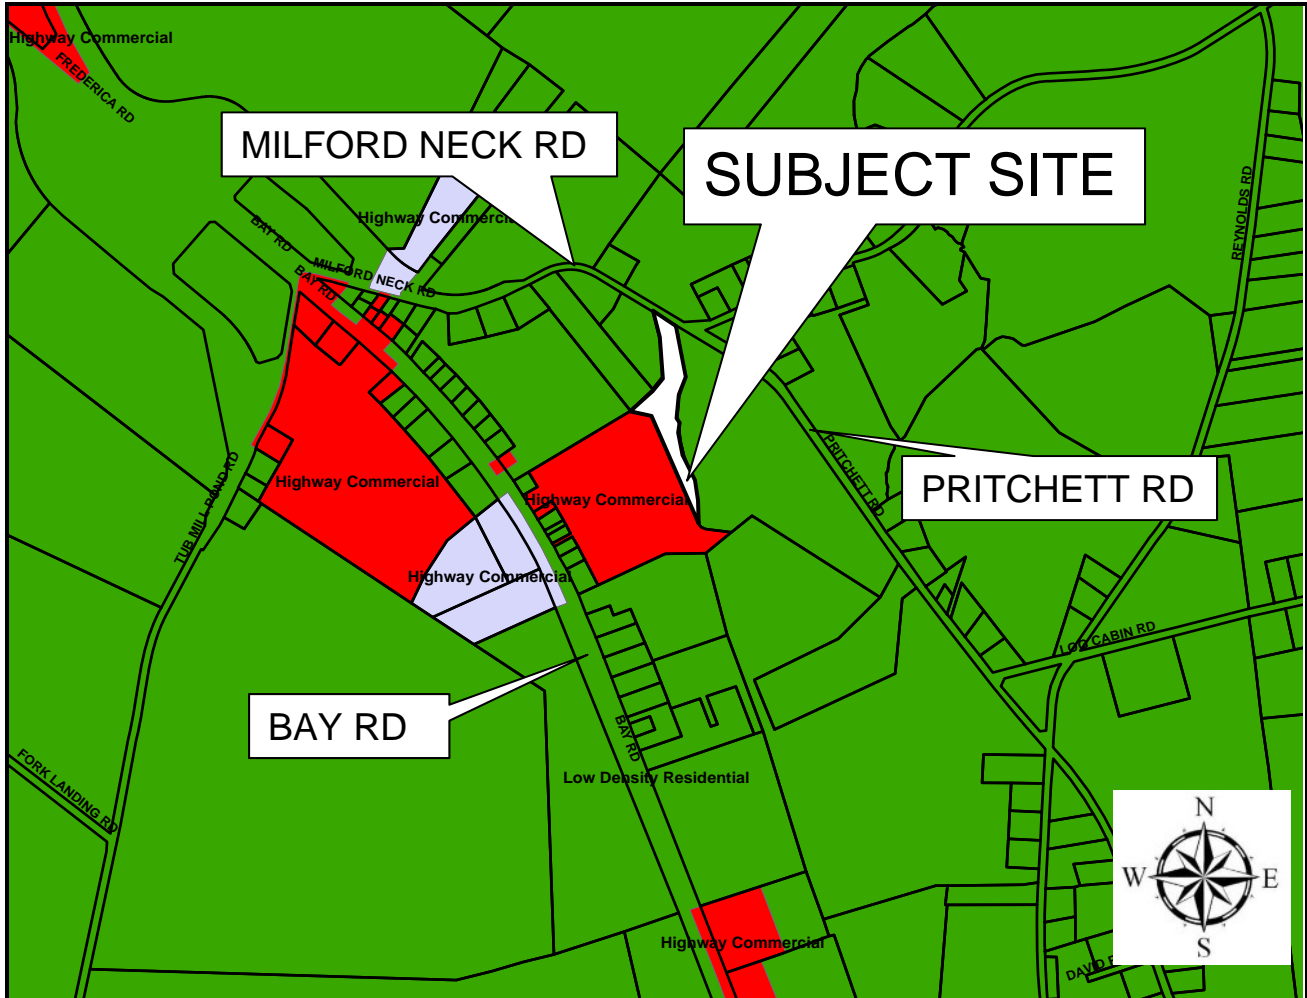 Highway Commercial
FREDERICA RD
MILFORD NECK RD
SUBJECT SITE
REYNOLDS RD
Highway Commercial
BAY RD
MILFORD NECK RD
BAY RD
TUB MILL POND RD
Highway Commercial
Highway Commercial
PRITCHETT RD
PRITCHETT RD
Highway Commercial
LOG CABIN RD
BAY RD
BAY RD
Low Density Residential
FORK LANDING RD
N
W
E
S
Highway Commercial
DAVID